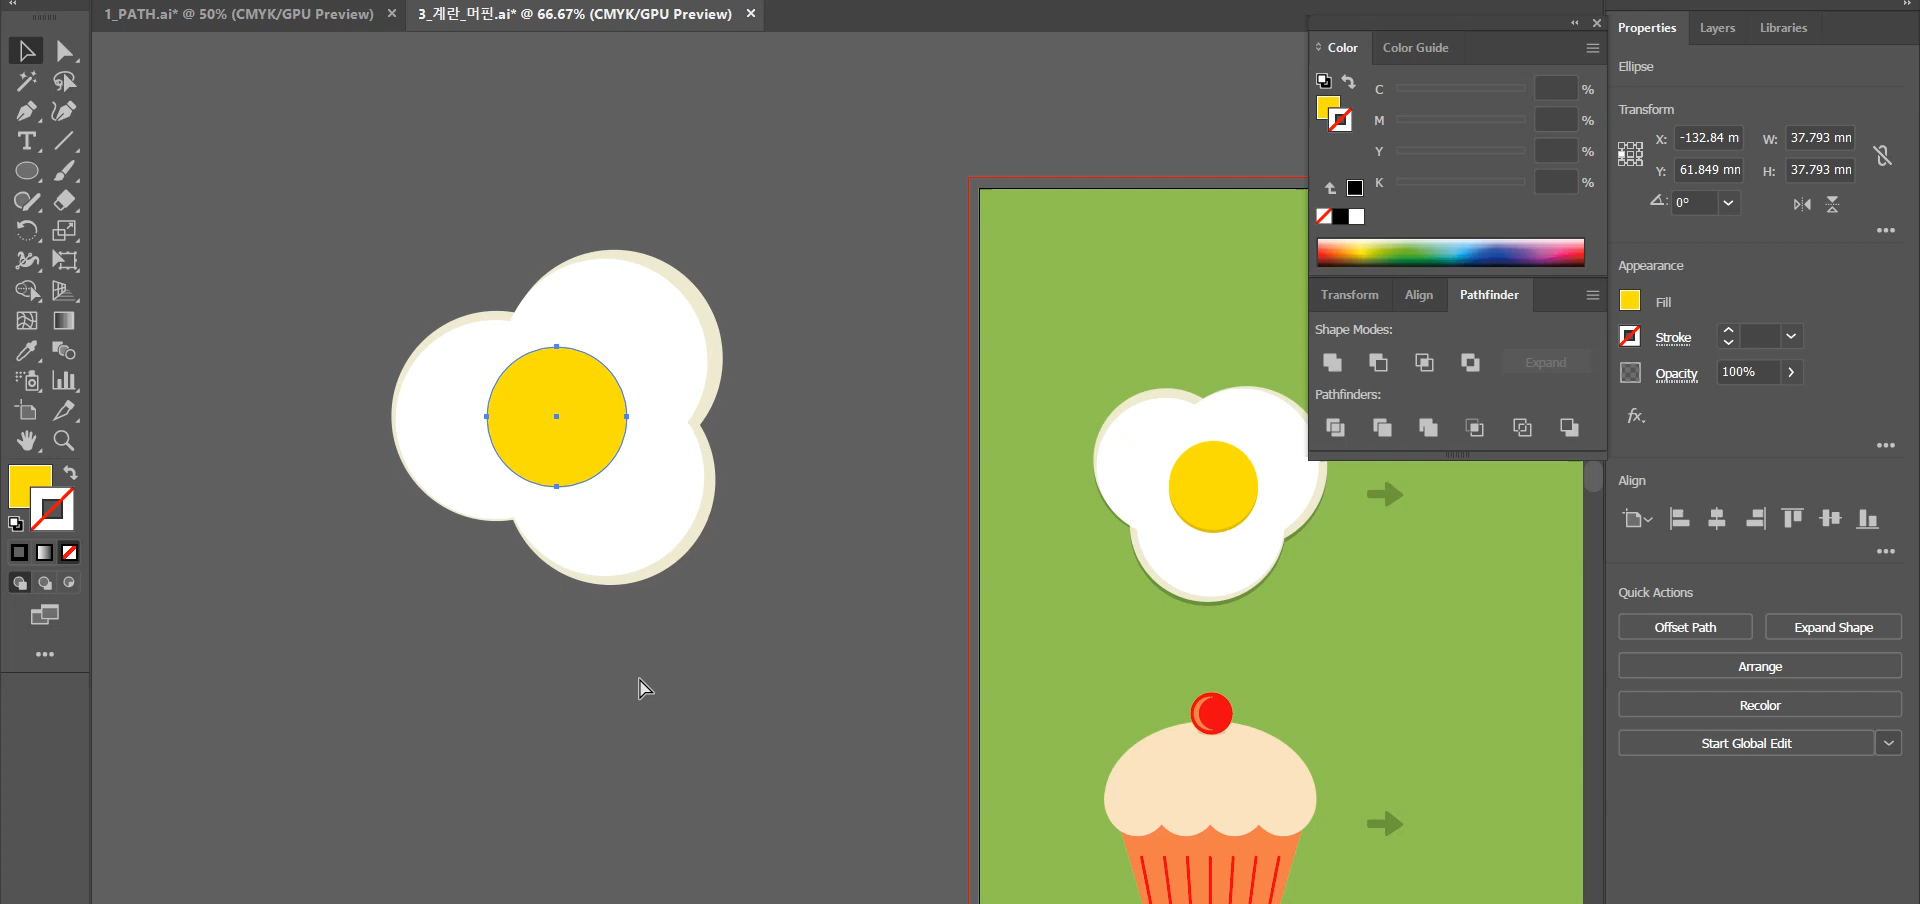 1_PATH.ai* @ 50% (CMYK/GPU Preview) ×
3_계란_머핀.ai* @ 66.67% (CMYK/GPU Preview) ×
Color
Color Guide
C %
M %
Y %
K %
Transform
Align
Pathfinder
Shape Modes:
Expand
Pathfinders:
Properties
Layers
Libraries
Ellipse
Transform
X: -132.84 m
W: 37.793 mn
Y: 61.849 mn
H: 37.793 mn
0°
Appearance
Fill
Stroke
Opacity 100%
fx.
Align
Quick Actions
Offset Path
Expand Shape
Arrange
Recolor
Start Global Edit